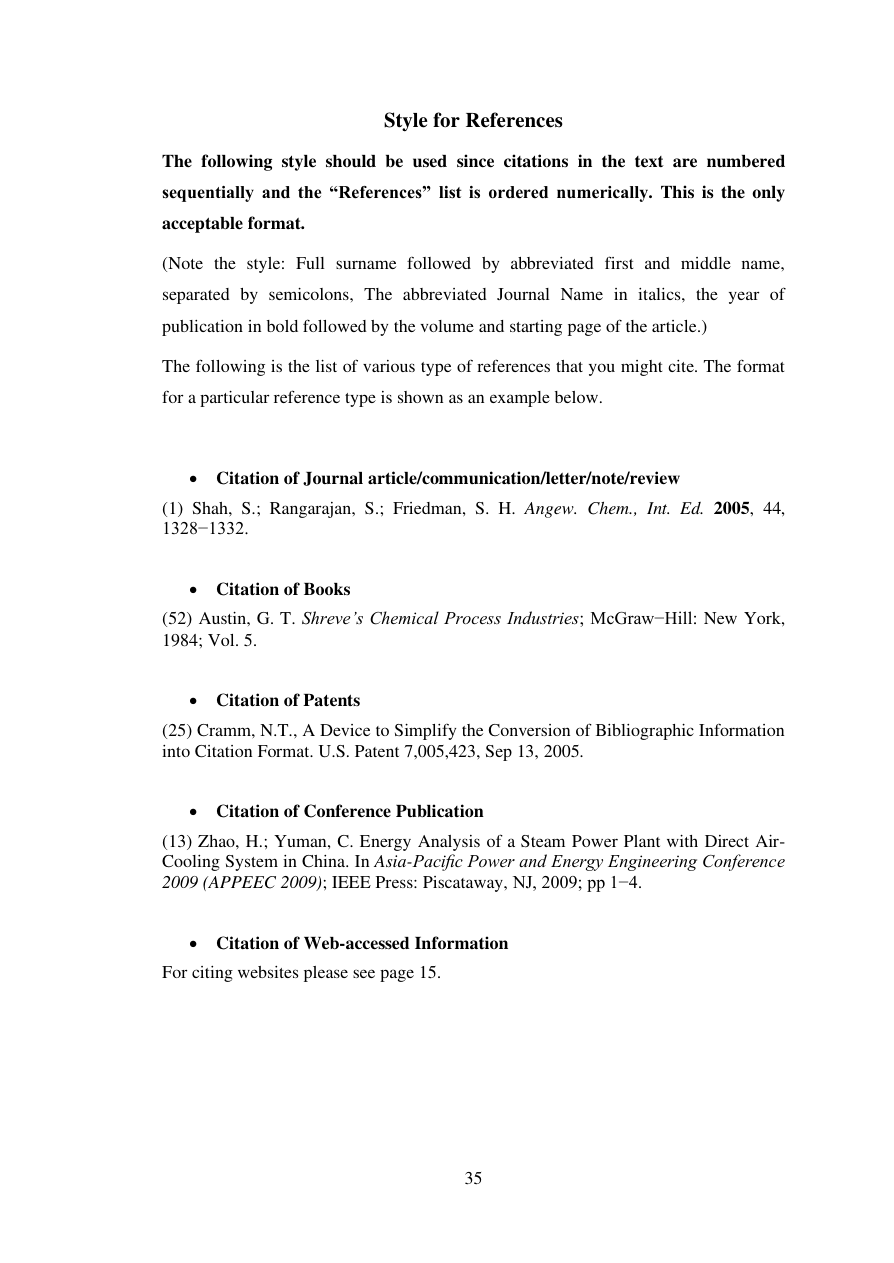 Style for References
The following style should be used since citations in the text are numbered
sequentially and the “References” list is ordered numerically. This is the only
acceptable format.
(Note the style: Full surname followed by abbreviated first and middle name,
separated by semicolons, The abbreviated Journal Name in italics, the year of
publication in bold followed by the volume and starting page of the article.)
The following is the list of various type of references that you might cite. The format
for a particular reference type is shown as an example below.
• Citation of Journal article/communication/letter/note/review
(1) Shah, S.; Rangarajan, S.; Friedman, S. H. Angew. Chem., Int. Ed. 2005, 44,
1328−1332.
• Citation of Books
(52) Austin, G. T. Shreve’s Chemical Process Industries; McGraw−Hill: New York,
1984; Vol. 5.
• Citation of Patents
(25) Cramm, N.T., A Device to Simplify the Conversion of Bibliographic Information
into Citation Format. U.S. Patent 7,005,423, Sep 13, 2005.
• Citation of Conference Publication
(13) Zhao, H.; Yuman, C. Energy Analysis of a Steam Power Plant with Direct Air-
Cooling System in China. In Asia-Pacific Power and Energy Engineering Conference
2009 (APPEEC 2009); IEEE Press: Piscataway, NJ, 2009; pp 1−4.
• Citation of Web-accessed Information
For citing websites please see page 15.
35